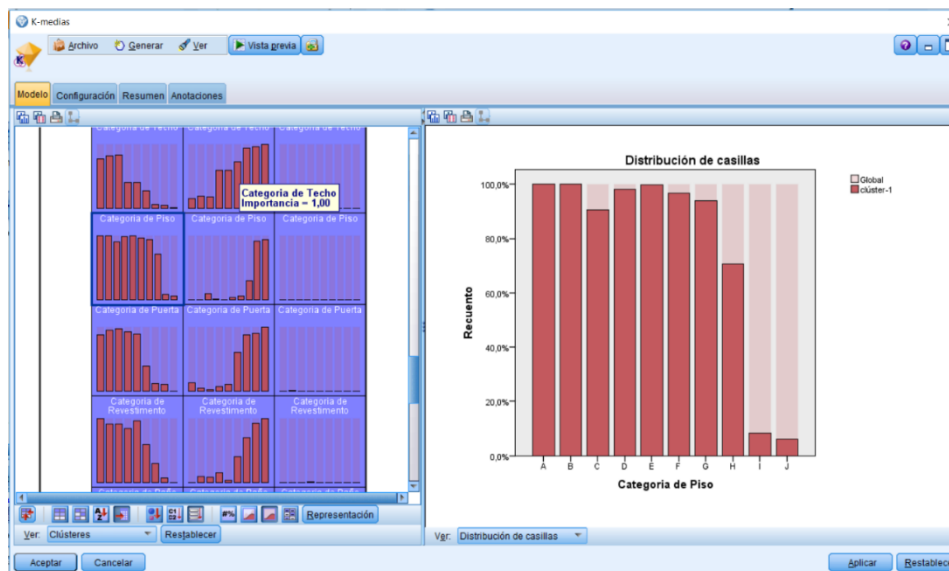 K-medias
Archivo Generar Ver Vista previa
Modelo Configuración Resumen Anotaciones
Categoria de Techo Categoria de Techo Categoria de Techo
Categoria de Techo
Importancia = 1,00
Categoria de Piso Categoria de Piso Categoria de Piso
Categoria de Puerta Categoria de Puerta Categoria de Puerta
Categoria de Revestimento Categoria de Revestimento Categoria de Revestimento
Representación
Ver: Clústeres Restablecer
Distribución de casillas
Global
clúster-1
100,0%
80,0%
60,0%
40,0%
20,0%
0,0%
Recuento
A B C D E F G H I J
Categoria de Piso
Ver: Distribución de casillas
Aceptar Cancelar Aplicar Restablece